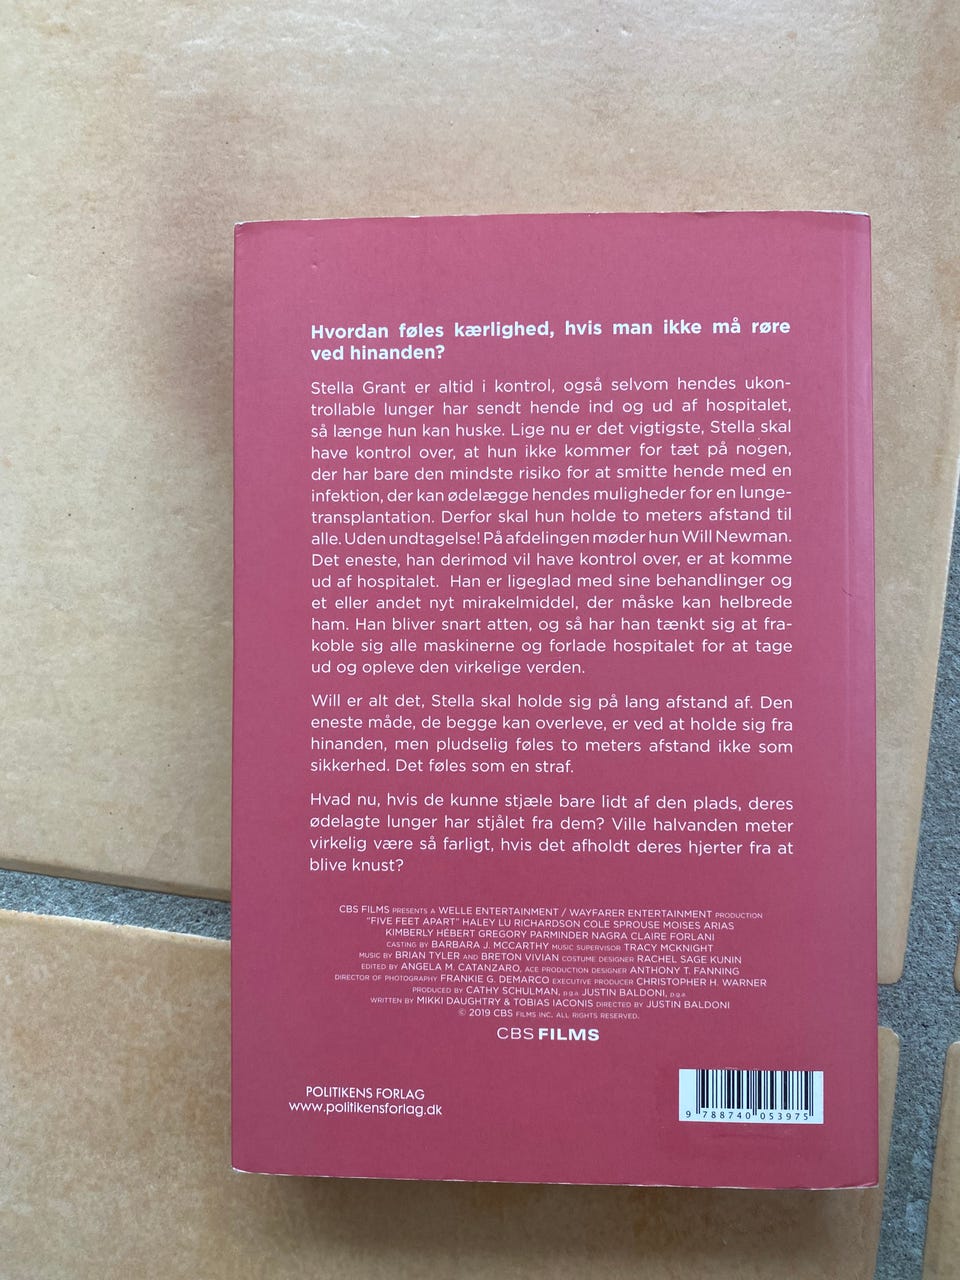 Hvordan føles kærlighed, hvis man ikke må røre
ved hinanden?
Stella Grant er altid i kontrol, også selvom hendes ukon-
trollable lunger har sendt hende ind og ud af hospitalet,
så længe hun kan huske. Lige nu er det vigtigste, Stella skal
have kontrol over, at hun ikke kommer for tæt på nogen,
der har bare den mindste risiko for at smitte hende med en
infektion, der kan ødelægge hendes muligheder for en lunge-
transplantation. Derfor skal hun holde to meters afstand til
alle. Uden undtagelse! På afdelingen møder hun Will Newman.
Det eneste, han derimod vil have kontrol over, er at komme
ud af hospitalet. Han er ligeglad med sine behandlinger og
et eller andet nyt mirakelmiddel, der måske kan helbrede
ham. Han bliver snart atten, og så har han tænkt sig at fra-
koble sig alle maskinerne og forlade hospitalet for at tage
ud og opleve den virkelige verden.
Will er alt det, Stella skal holde sig på lang afstand af. Den
eneste måde, de begge kan overleve, er ved at holde sig fra
hinanden, men pludselig føles to meters afstand ikke som
sikkerhed. Det føles som en straf.
Hvad nu, hvis de kunne stjæle bare lidt af den plads, deres
ødelagte lunger har stjålet fra dem? Ville halvanden meter
virkelig være så farligt, hvis det afholdt deres hjerter fra at
blive knust?
CBS FILMS PRESENTS A WELLE ENTERTAINMENT / WAYFARER ENTERTAINMENT PRODUCTION
"FIVE FEET APART" HALEY LU RICHARDSON COLE SPROUSE MOISES ARIAS
KIMBERLY HÉBERT GREGORY PARMINDER NAGRA CLAIRE FORLANI
CASTING BY BARBARA J. MCCARTHY MUSIC SUPERVISOR TRACY MCKNIGHT
MUSIC BY BRIAN TYLER AND BRETON VIVIAN COSTUME DESIGNER RACHEL SAGE KUNIN
EDITED BY ANGELA M. CATANZARO, ACE PRODUCTION DESIGNER ANTHONY T. FANNING
DIRECTOR OF PHOTOGRAPHY FRANKIE G. DEMARCO EXECUTIVE PRODUCER CHRISTOPHER H. WARNER
PRODUCED BY CATHY SCHULMAN, p.g.a. JUSTIN BALDONI, p.g.a.
WRITTEN BY MIKKI DAUGHTRY & TOBIAS IACONIS DIRECTED BY JUSTIN BALDONI
© 2019 CBS FILMS INC. ALL RIGHTS RESERVED.
CBS FILMS
POLITIKENS FORLAG
www.politikensforlag.dk
9 788740 053975